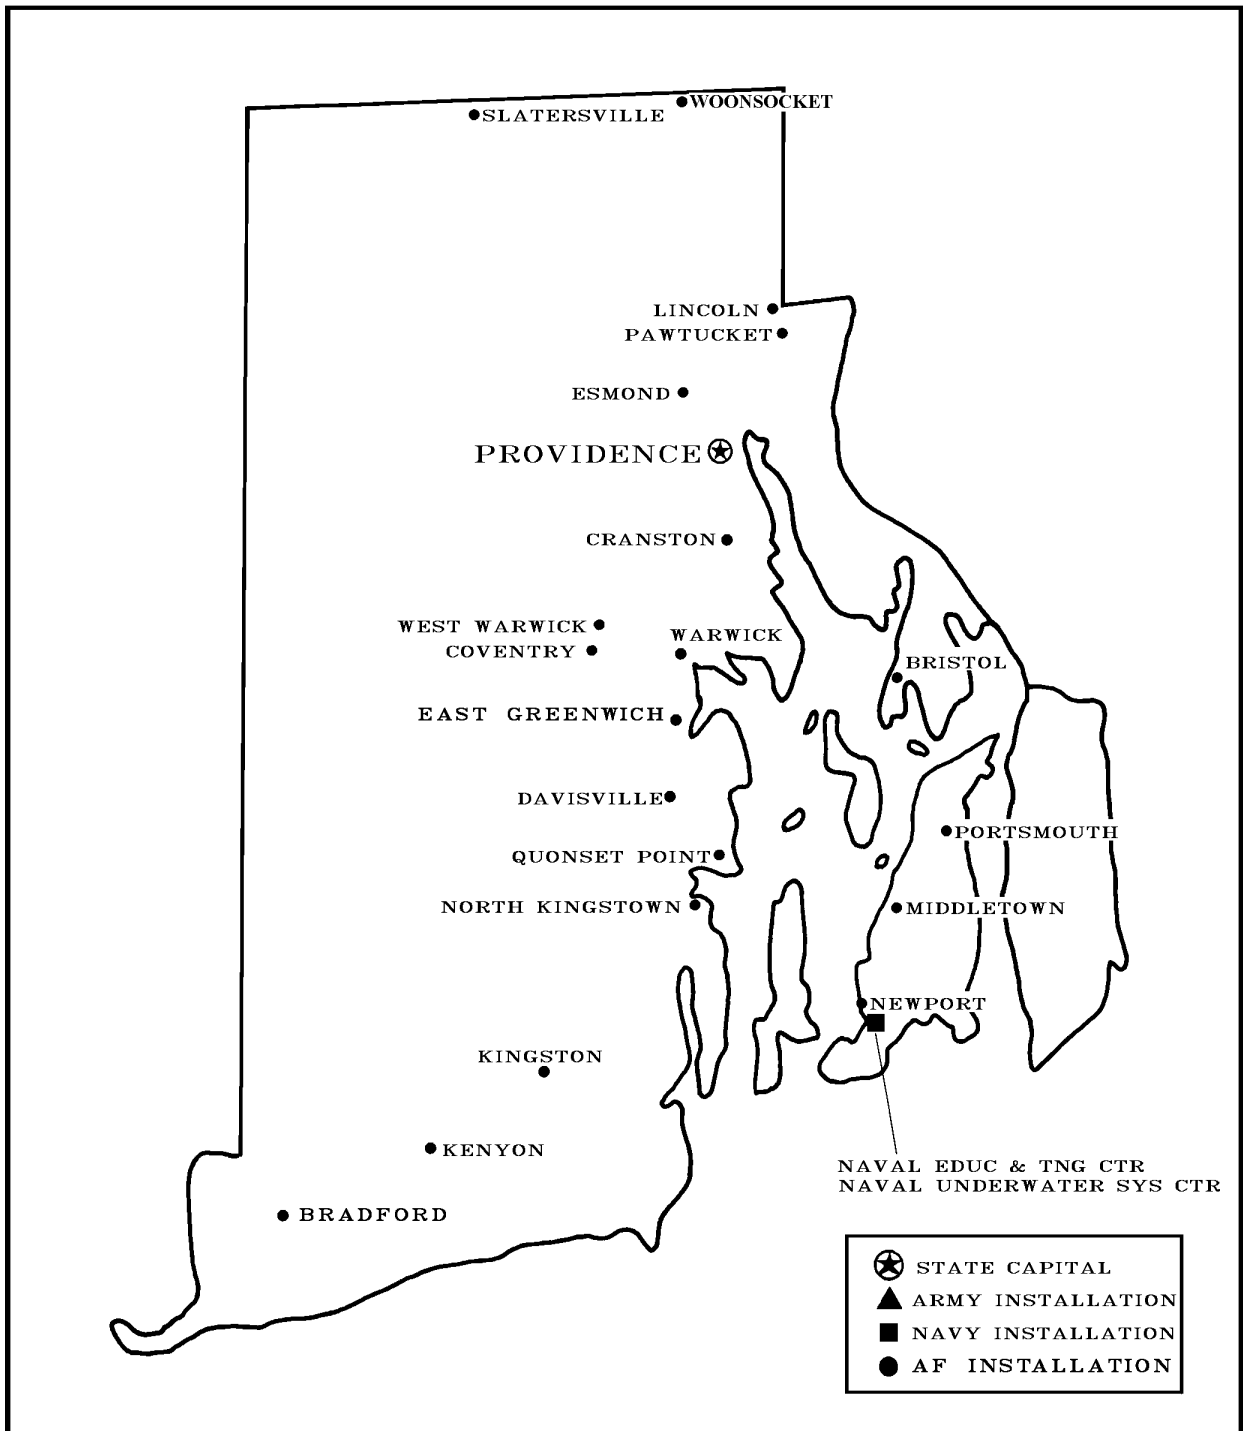 WOONSOCKET
SLATERSVILLE
LINCOLN
PAWTUCKET
ESMOND
PROVIDENCE
CRANSTON
WEST WARWICK
WARWICK
COVENTRY
BRISTOL
EAST GREENWICH
DAVISVILLE
PORTSMOUTH
QUONSET POINT
NORTH KINGSTOWN
MIDDLETOWN
NEWPORT
KINGSTON
KENYON
NAVAL EDUC & TNG CTR
NAVAL UNDERWATER SYS CTR
BRADFORD
STATE CAPITAL
ARMY INSTALLATION
NAVY INSTALLATION
AF INSTALLATION